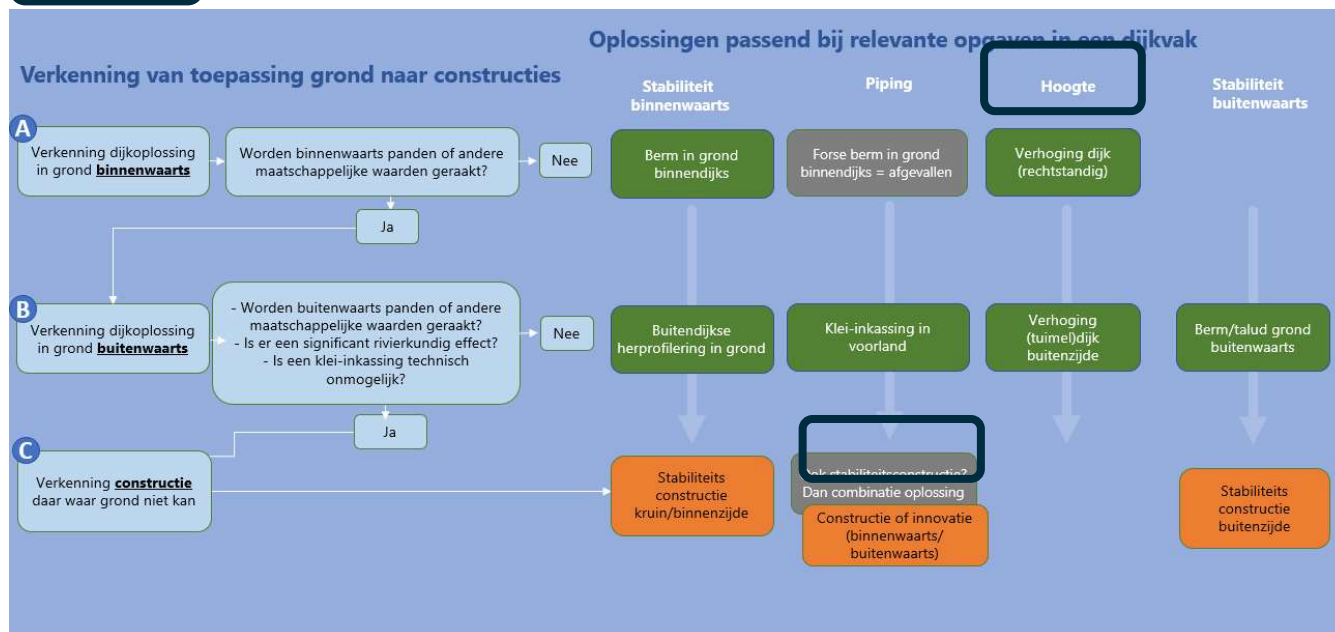 Oplossingen passend bij relevante opgaven in een dijkvak
Verkenning van toepassing grond naar constructies
Stabiliteit
binnenwaarts
Piping
Hoogte
Stabiliteit
buitenwaarts
A
Verkenning dijkoplossing
in grond binnenwaarts
Worden binnenwaarts panden of andere
maatschappelijke waarden geraakt?
Nee
Berm in grond
binnendijks
Forse berm in grond
binnendijks = afgevallen
Verhoging dijk
(rechtstandig)
Ja
B
Verkenning dijkoplossing
in grond buitenwaarts
- Worden buitenwaarts panden of andere
maatschappelijke waarden geraakt?
- Is er een significant rivierkundig effect?
- Is een klei-inkassing technisch
onmogelijk?
Nee
Buitendijkse
herprofilering in grond
Klei-inkassing in
voorland
Verhoging
(tuimel)dijk
buitenzijde
Berm/talud grond
buitenwaarts
Ja
C
Verkenning constructie
daar waar grond niet kan
Stabiliteits
constructie
kruin/binnenzijde
Ook stabiliteitsconstructie?
Dan combinatie oplossing
Constructie of innovatie
(binnenwaarts/
buitenwaarts)
Stabiliteits
constructie
buitenzijde